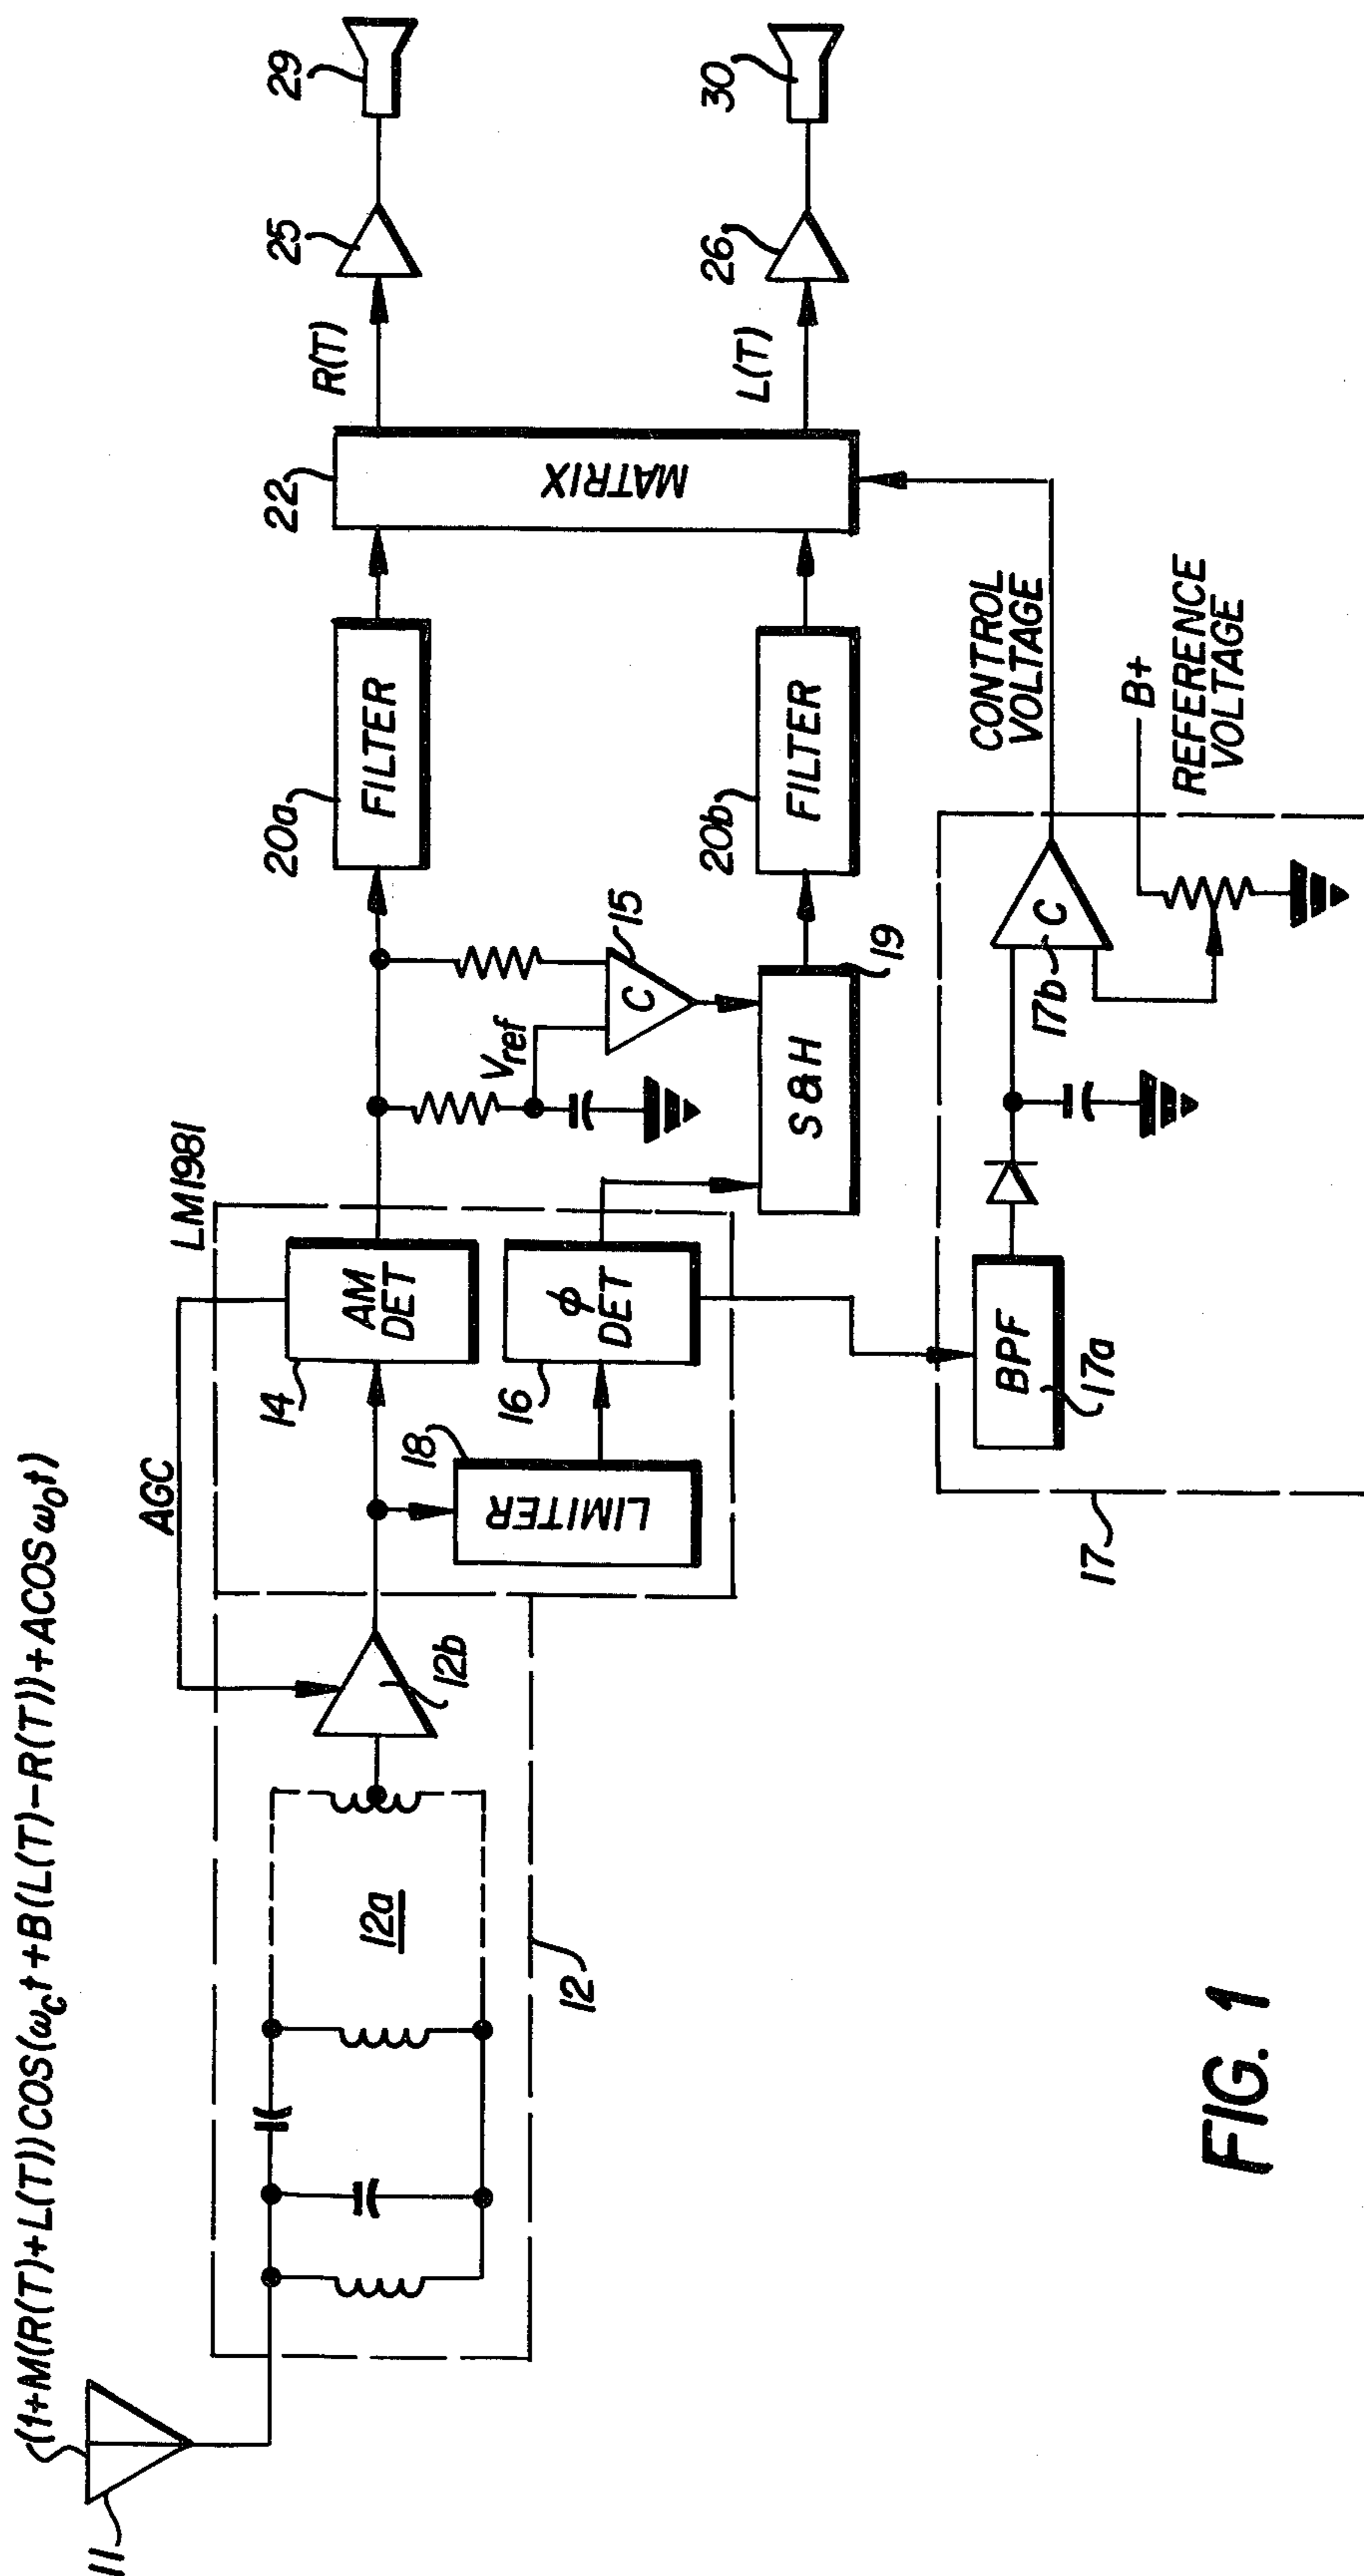 (1+M(R(T)+L(T))COS(ωct+B(L(T)-R(T))+ACOSω0t)
11
AGC
LM1981
12a
12b
12
14
AM
DET
16
Φ
DET
18
LIMITER
Vref
15
C
S&H
19
20a
FILTER
20b
FILTER
22
MATRIX
R(T)
L(T)
25
26
29
30
17
BPF
17a
17b
C
CONTROL
VOLTAGE
B+
REFERENCE
VOLTAGE
FIG. 1